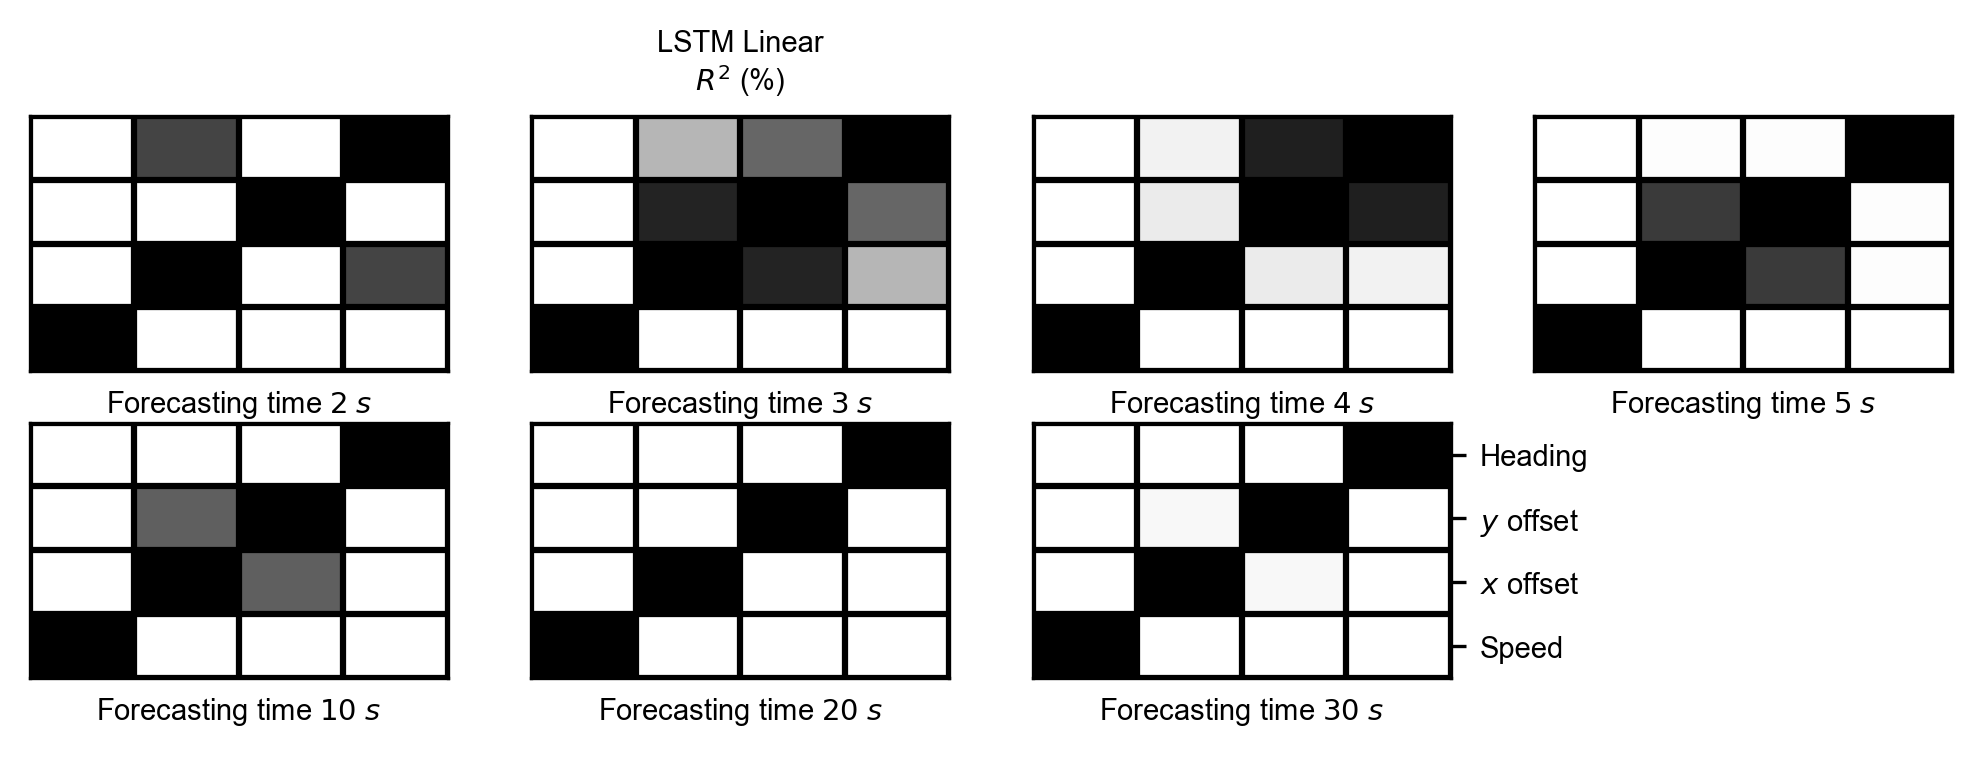 LSTM Linear
R² (%)
Forecasting time 2 s
Forecasting time 3 s
Forecasting time 4 s
Forecasting time 5 s
Heading
y offset
x offset
Speed
Forecasting time 10 s
Forecasting time 20 s
Forecasting time 30 s